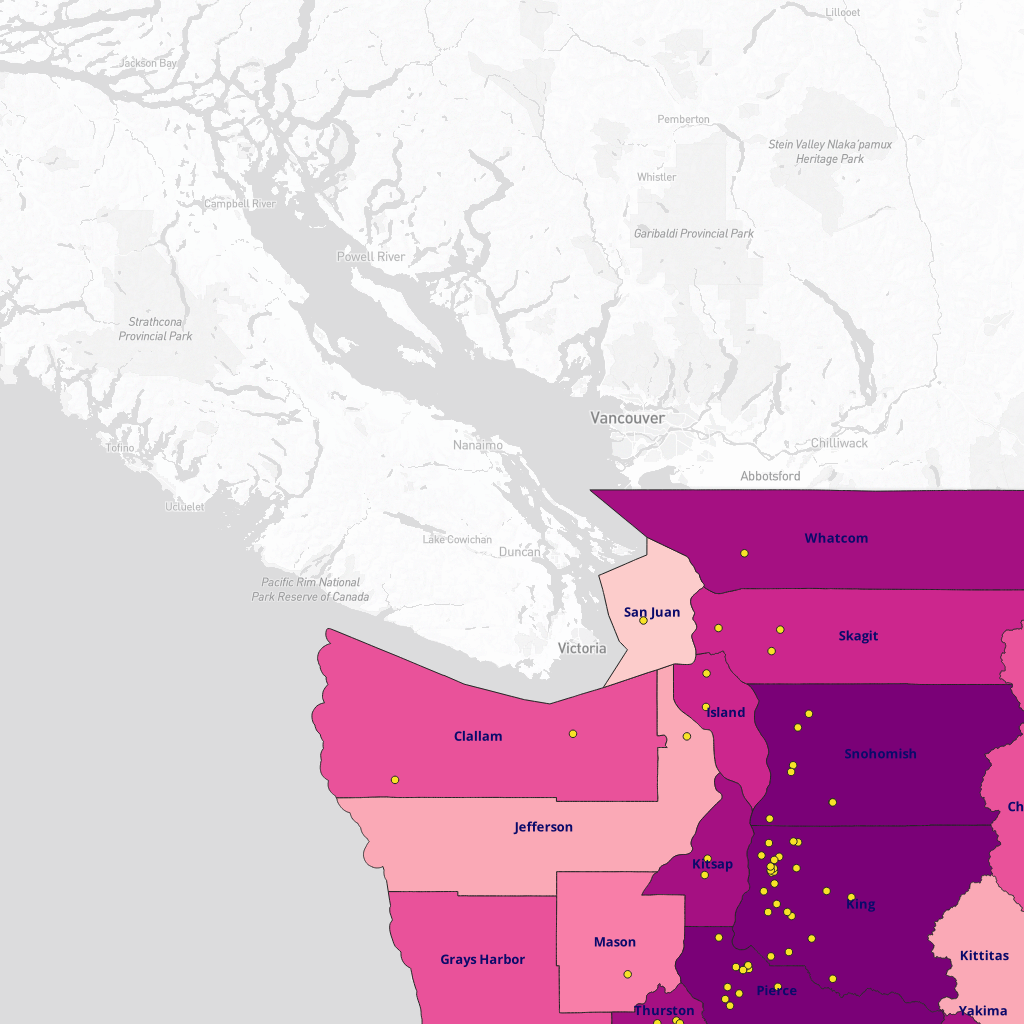 Lillooet
Jackson Bay
Pemberton
Stein Valley Nlaka'pamux
Heritage Park
Whistler
Campbell River
Garibaldi Provincial Park
Powell River
Strathcona
Provincial Park
Vancouver
Tofino
Nanaimo
Chilliwack
Abbotsford
Ucluelet
Lake Cowichan
Duncan
Whatcom
Pacific Rim National
Park Reserve of Canada
San Juan
Skagit
Victoria
Island
Clallam
Snohomish
Ch
Jefferson
Kitsap
King
Mason
Grays Harbor
Kittitas
Pierce
Thurston
Yakima